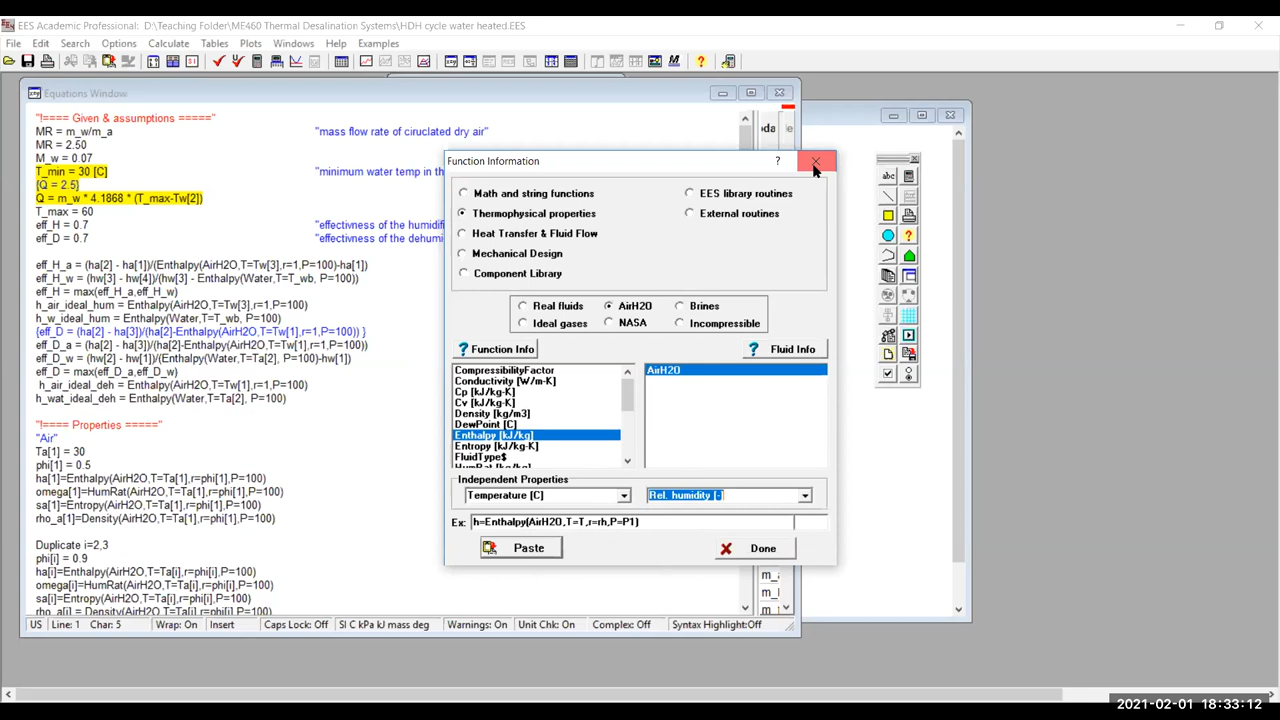 EES Academic Professional: D:\Teaching Folder\ME460 Thermal Desalination Systems\HDH cycle water heated.EES
File Edit Search Options Calculate Tables Plots Windows Help Examples
Equations Window
"!==== Given & assumptions ====="
MR = m_w/m_a "mass flow rate of ciruclated dry air"
MR = 2.50
M_w = 0.07
T_min = 30 [C] "minimum water temp in th
{Q = 2.5}
Q = m_w * 4.1868 * (T_max-Tw[2])
T_max = 60
eff_H = 0.7 "effectivness of the humidifi
eff_D = 0.7 "effectivness of the dehumi
eff_H_a = (ha[2] - ha[1])/(Enthalpy(AirH2O,T=Tw[3],r=1,P=100)-ha[1])
eff_H_w = (hw[3] - hw[4])/(hw[3] - Enthalpy(Water,T=T_wb, P=100))
eff_H = max(eff_H_a,eff_H_w)
h_air_ideal_hum = Enthalpy(AirH2O,T=Tw[3],r=1,P=100)
h_wat_ideal_hum = Enthalpy(Water,T=T_wb, P=100)
{eff_D = (ha[2] - ha[3])/(ha[2]-Enthalpy(AirH2O,T=Tw[1],r=1,P=100)) }
eff_D_a = (ha[2] - ha[3])/(ha[2]-Enthalpy(AirH2O,T=Tw[1],r=1,P=100))
eff_D_w = (hw[2] - hw[1])/(Enthalpy(Water,T=Ta[2], P=100)-hw[1])
eff_D = max(eff_D_a,eff_D_w)
h_air_ideal_deh = Enthalpy(AirH2O,T=Tw[1],r=1,P=100)
h_wat_ideal_deh = Enthalpy(Water,T=Ta[2], P=100)
"!==== Properties ====="
"Air"
Ta[1] = 30
phi[1] = 0.5
ha[1]=Enthalpy(AirH2O,T=Ta[1],r=phi[1],P=100)
omega[1]=HumRat(AirH2O,T=Ta[1],r=phi[1],P=100)
sa[1]=Entropy(AirH2O,T=Ta[1],r=phi[1],P=100)
rho_a[1]=Density(AirH2O,T=Ta[1],r=phi[1],P=100)
Duplicate i=2,3
phi[i] = 0.9
ha[i]=Enthalpy(AirH2O,T=Ta[i],r=phi[i],P=100)
omega[i]=HumRat(AirH2O,T=Ta[i],r=phi[i],P=100)
sa[i]=Entropy(AirH2O,T=Ta[i],r=phi[i],P=100)
rho_a[i] = Density(AirH2O,T=Ta[i],r=phi[i],P=100)
US Line: 1 Char: 5 Wrap: On Insert Caps Lock: Off SI C kPa kJ mass deg Warnings: On Unit Chk: On Complex: Off Syntax Highlight:Off
Function Information
Math and string functions EES library routines
Thermophysical properties External routines
Heat Transfer & Fluid Flow
Mechanical Design
Component Library
Real fluids AirH2O Brines
Ideal gases NASA Incompressible
? Function Info ? Fluid Info
CompressibilityFactor AirH2O
Conductivity [W/m-K]
Cp [kJ/kg-K]
Cv [kJ/kg-K]
Density [kg/m3]
DewPoint [C]
Enthalpy [kJ/kg]
Entropy [kJ/kg-K]
FluidType$
HumRat [kg/kg]
Independent Properties
Temperature [C] Rel. humidity [-]
Ex: h=Enthalpy(AirH2O,T=T,r=rh,P=P1)
Paste Done
abc
2021-02-01 18:33:12